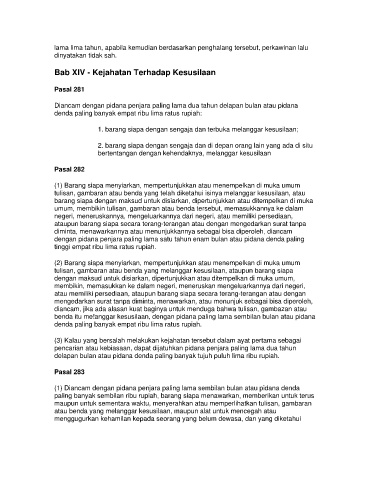 lama lima tahun, apabila kemudian berdasarkan penghalang tersebut, perkawinan lalu
dinyatakan tidak sah.
Bab XIV - Kejahatan Terhadap Kesusilaan
Pasal 281
Diancam dengan pidana penjara paling lama dua tahun delapan bulan atau pidana
denda paling banyak empat ribu lima ratus rupiah:
1. barang siapa dengan sengaja dan terbuka melanggar kesusilaan;
2. barang siapa dengan sengaja dan di depan orang lain yang ada di situ
bertentangan dengan kehendaknya, melanggar kesusilaan
Pasal 282
(1) Barang siapa menyiarkan, mempertunjukkan atau menempelkan di muka umum
tulisan, gambaran atau benda yang telah diketahui isinya melanggar kesusilaan, atau
barang siapa dengan maksud untuk disiarkan, dipertunjukkan atau ditempelkan di muka
umum, membikin tulisan, gambaran atau benda tersebut, memasukkannya ke dalam
negeri, meneruskannya, mengeluarkannya dari negeri, atau memiliki persediaan,
ataupun barang siapa secara terang-terangan atau dengan mengedarkan surat tanpa
diminta, menawarkannya atau menunjukkannya sebagai bisa diperoleh, diancam
dengan pidana penjara paling lama satu tahun enam bulan atau pidana denda paling
tinggi empat ribu lima ratus rupiah.
(2) Barang siapa menyiarkan, mempertunjukkan atau menempelkan di muka umum
tulisan, gambaran atau benda yang melanggar kesusilaan, ataupun barang siapa
dengan maksud untuk disiarkan, dipertunjukkan atau ditempelkan di muka umum,
membikin, memasukkan ke dalam negeri, meneruskan mengeluarkannya dari negeri,
atau memiliki persediaan, ataupun barang siapa secara terang-terangan atau dengan
mengedarkan surat tanpa diminta, menawarkan, atau menunjuk sebagai bisa diperoleh,
diancam, jika ada alasan kuat baginya untuk menduga bahwa tulisan, gambazan atau
benda itu mefanggar kesusilaan, dengan pidana paling lama sembilan bulan atau pidana
denda paling banyak empat ribu lima ratus rupiah.
(3) Kalau yang bersalah melakukan kejahatan tersebut dalam ayat pertama sebagai
pencarian atau kebiasaan, dapat dijatuhkan pidana penjara paling lama dua tahun
delapan bulan atau pidana denda paling banyak tujuh puluh lima ribu rupiah.
Pasal 283
(1) Diancam dengan pidana penjara paling lama sembilan bulan atau pidana denda
paling banyak sembilan ribu rupiah, barang siapa menawarkan, memberikan untuk terus
maupun untuk sementara waktu, menyerahkan atau memperlihatkan tulisan, gambaran
atau benda yang melanggar kesusilaan, maupun alat untuk mencegah atau
menggugurkan kehamilan kepada seorang yang belum dewasa, dan yang diketahui